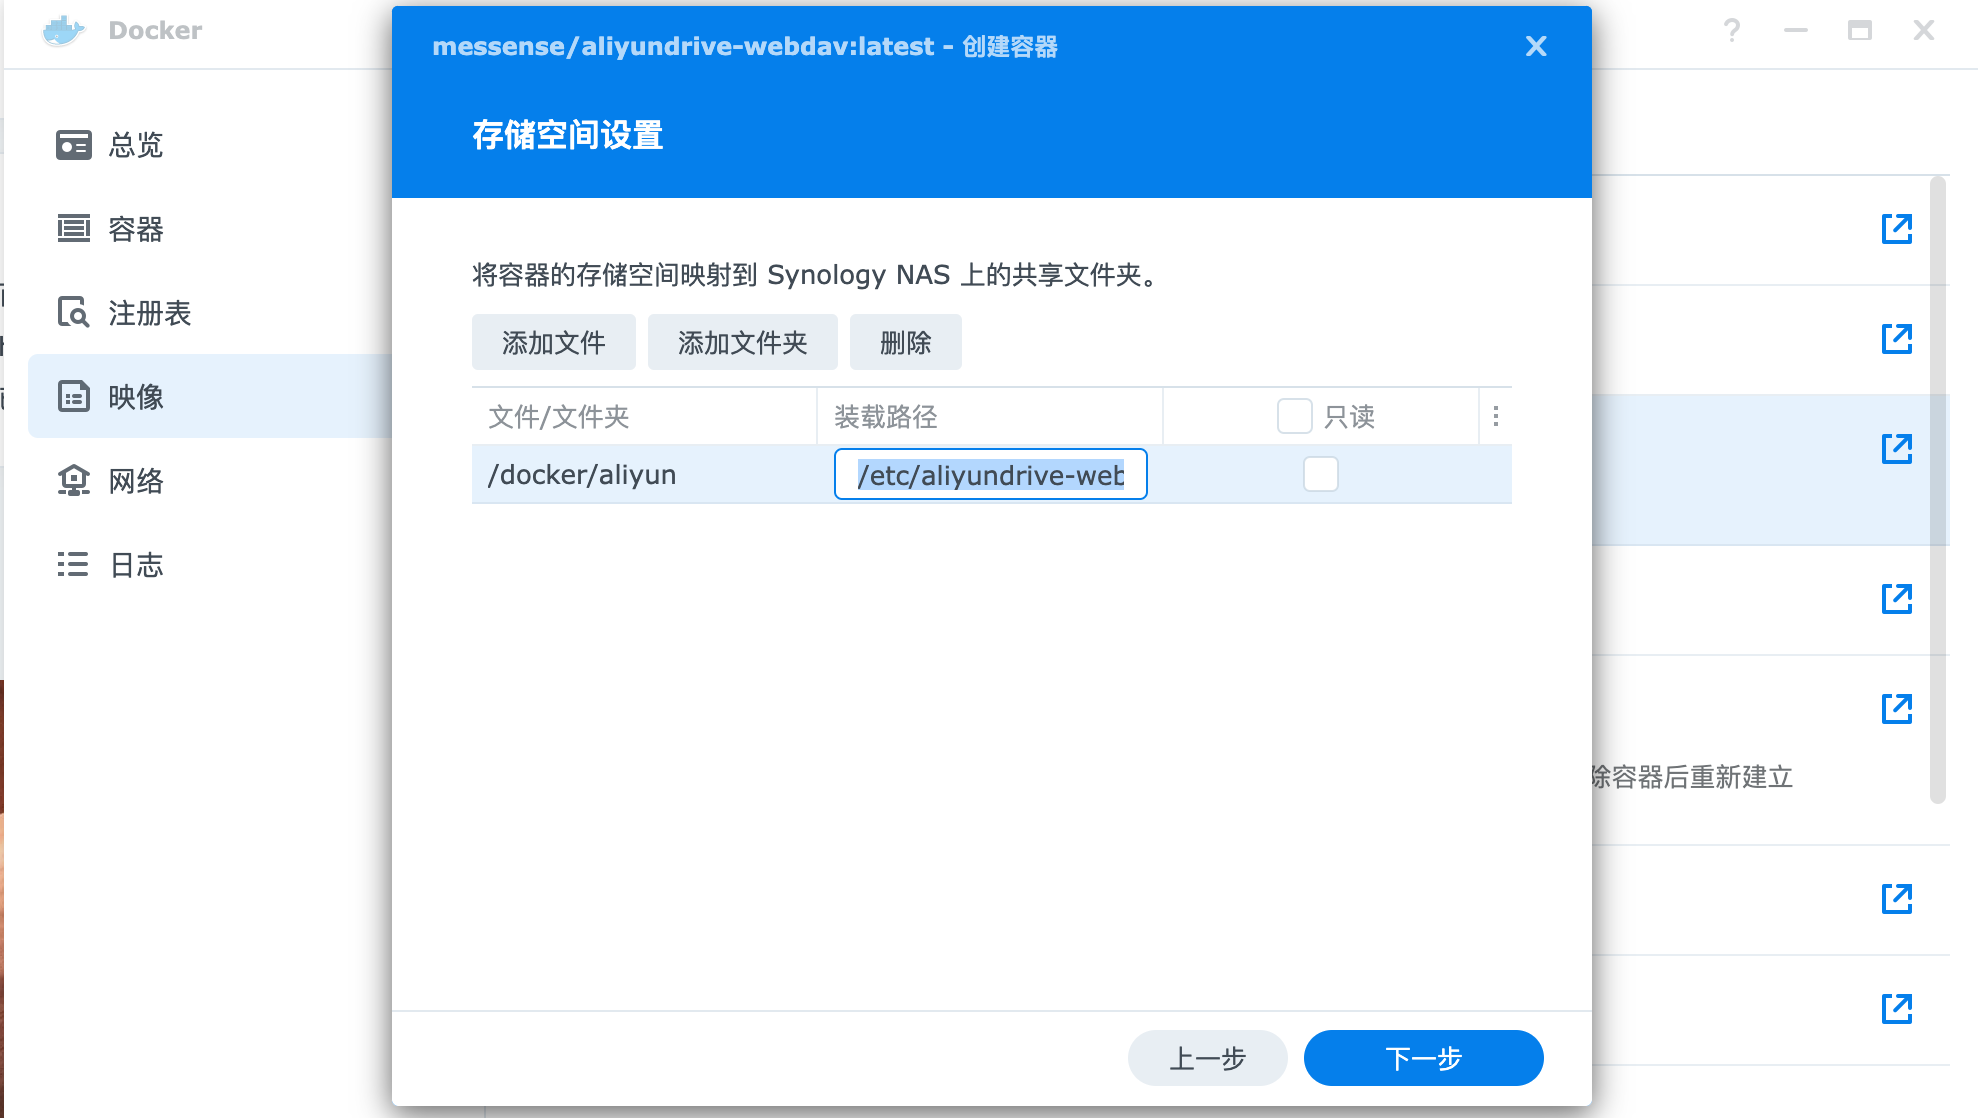 Docker
messense/aliyundrive-webdav:latest - 创建容器
存储空间设置
总览
容器
注册表
映像
网络
日志
将容器的存储空间映射到 Synology NAS 上的共享文件夹。
添加文件 添加文件夹 删除
文件/文件夹 装载路径 只读
/docker/aliyun /etc/aliyundrive-web
除容器后重新建立
上一步 下一步